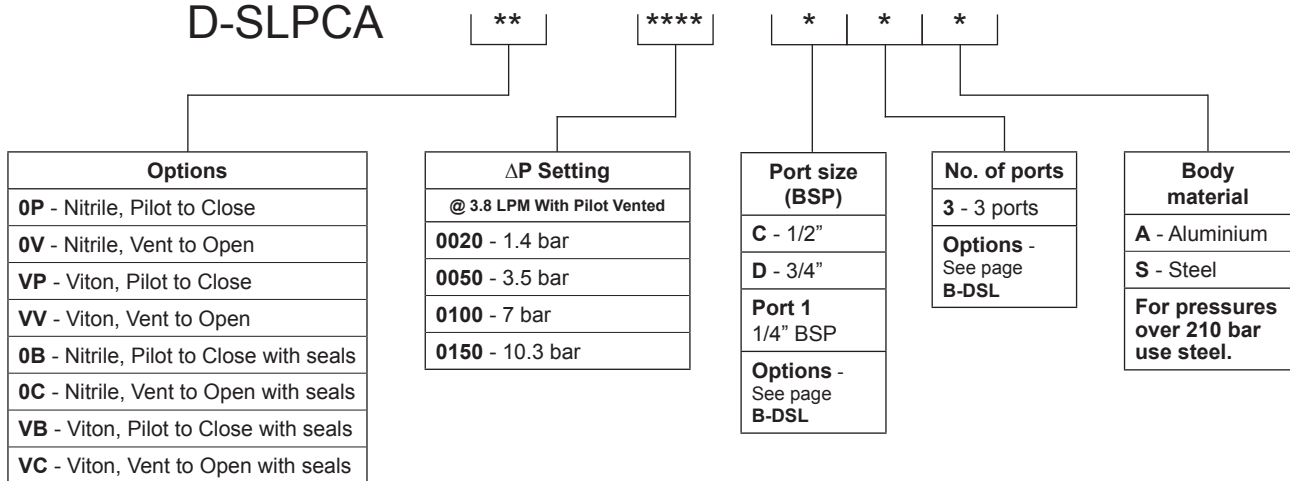 D-SLPCA ** **** * * *
Options
0P - Nitrile, Pilot to Close
0V - Nitrile, Vent to Open
VP - Viton, Pilot to Close
VV - Viton, Vent to Open
0B - Nitrile, Pilot to Close with seals
0C - Nitrile, Vent to Open with seals
VB - Viton, Pilot to Close with seals
VC - Viton, Vent to Open with seals
∆P Setting
@ 3.8 LPM With Pilot Vented
0020 - 1.4 bar
0050 - 3.5 bar
0100 - 7 bar
0150 - 10.3 bar
Port size
(BSP)
C - 1/2”
D - 3/4”
Port 1
1/4” BSP
Options -
See page
B-DSL
No. of ports
3 - 3 ports
Options -
See page
B-DSL
Body
material
A - Aluminium
S - Steel
For pressures
over 210 bar
use steel.